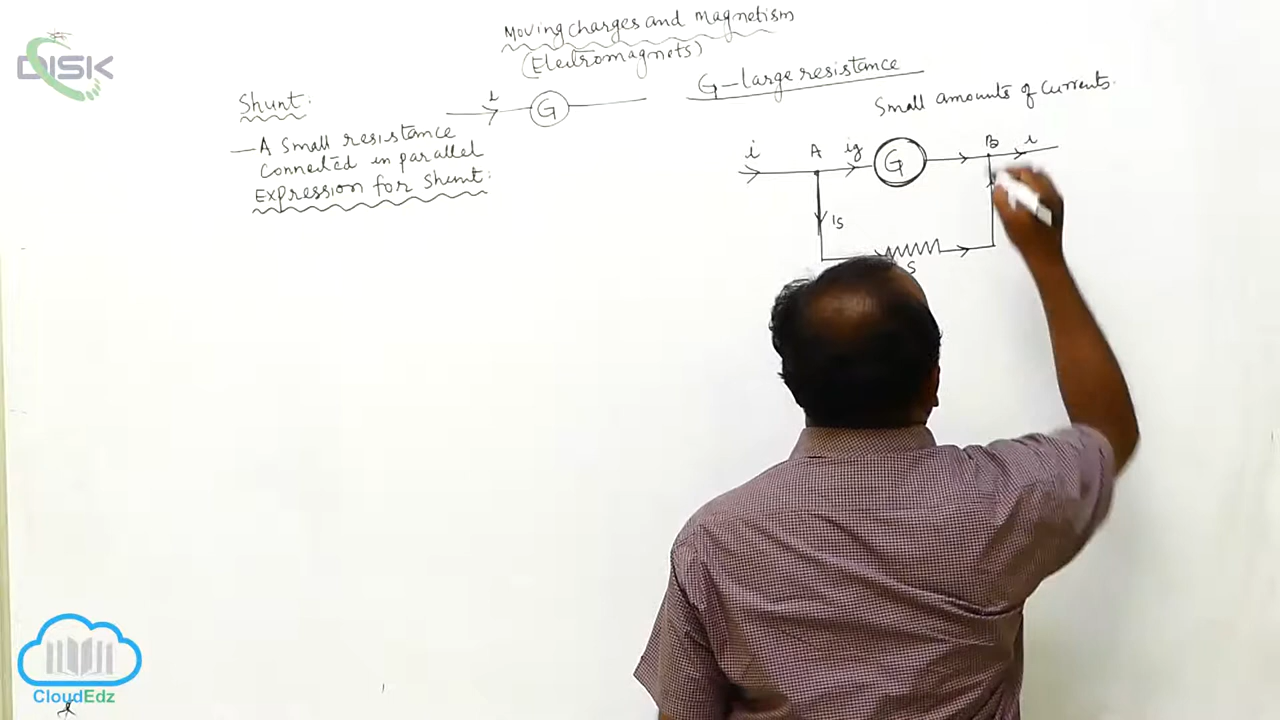 Moving charges and magnetism
(Electromagnets)
DISK
G-large resistance
Small amounts of currents.
Shunt:
i
G
—A Small resistance
Connected in parallel
Expression for Shunt:
i
A
ig
G
B
i
is
S
CloudEdz